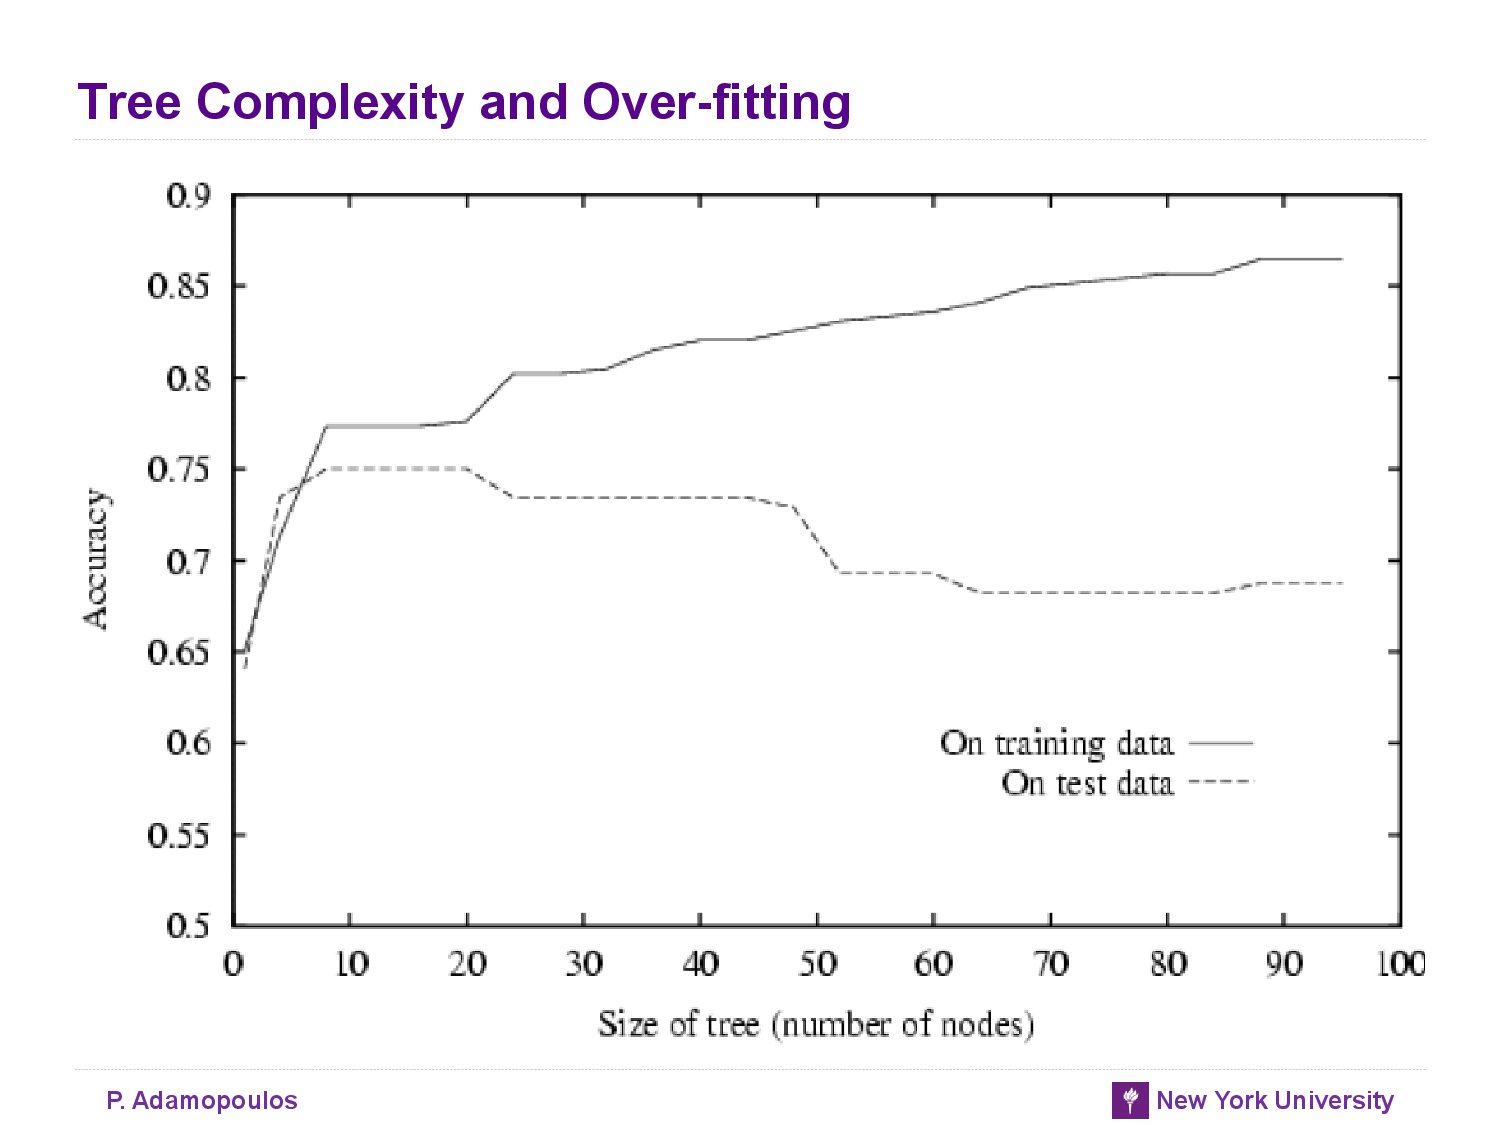 Tree Complexity and Over-fitting
0.9
0.85
0.8
0.75
0.7
0.65
0.6
0.55
0.5
Accuracy
On training data
On test data
0 10 20 30 40 50 60 70 80 90 100
Size of tree (number of nodes)
P. Adamopoulos
New York University